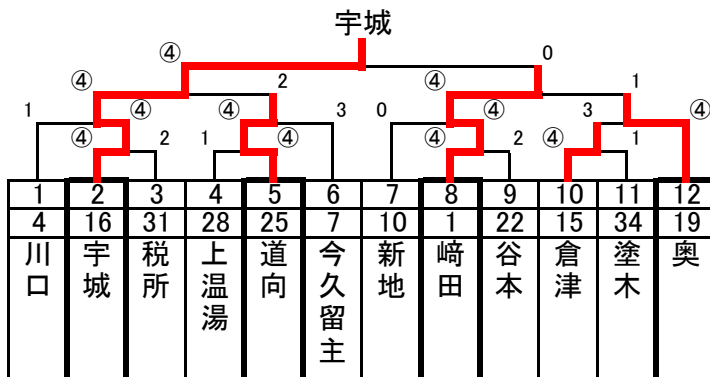 宇城
④ 0
④ 2 ④ 1
1 ④ ④ 3 0 ④ 3 ④
④ 2 1 ④ ④ 2 ④ 1
1 2 3 4 5 6 7 8 9 10 11 12
4 16 31 28 25 7 10 1 22 15 34 19
川口 宇城 税所 上温湯 道向 今久留主 新地 﨑田 谷本 倉津 塗木 奥